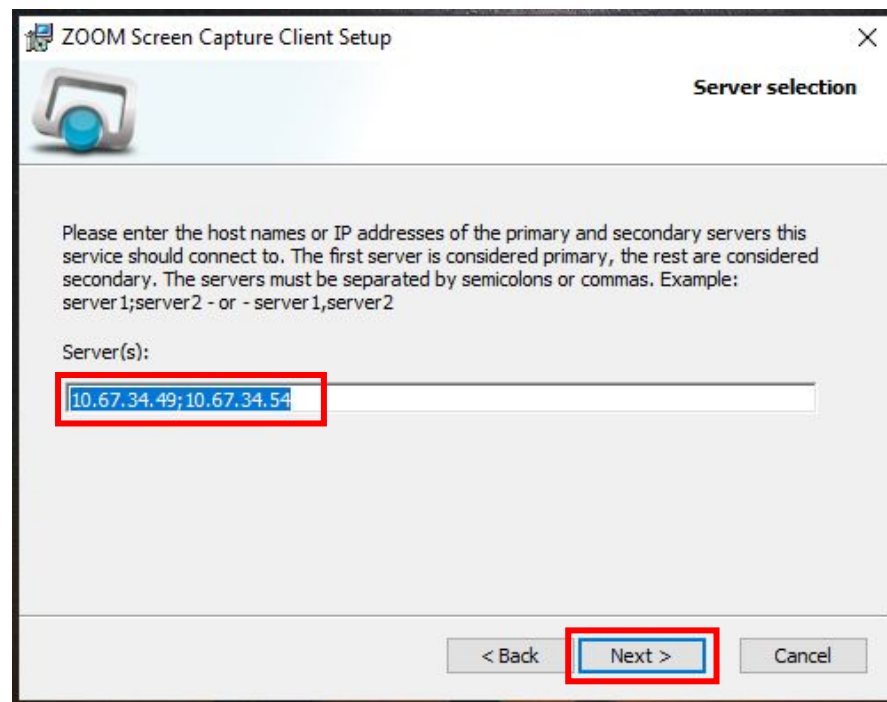 ZOOM Screen Capture Client Setup
Server selection
Please enter the host names or IP addresses of the primary and secondary servers this
service should connect to. The first server is considered primary, the rest are considered
secondary. The servers must be separated by semicolons or commas. Example:
server1;server2 - or - server1,server2
Server(s):
10.67.34.49;10.67.34.54
< Back
Next >
Cancel